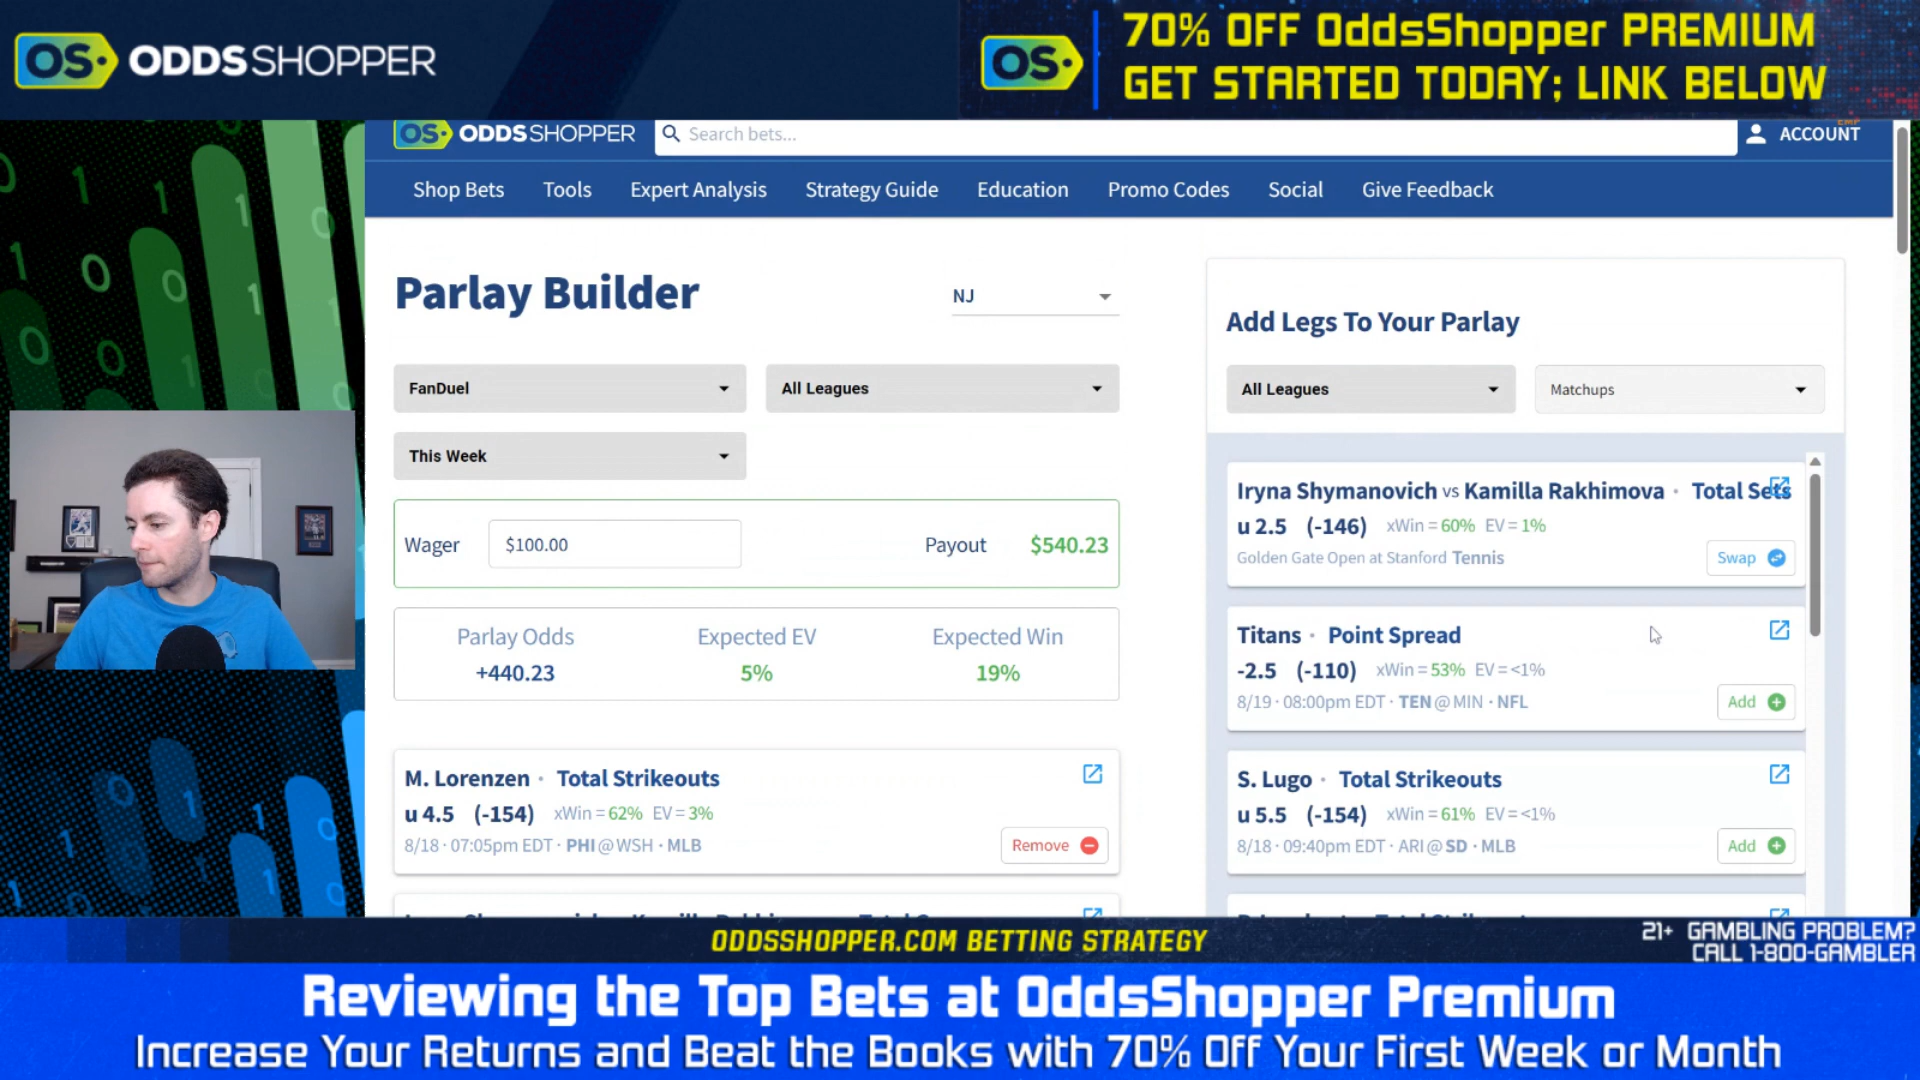 OS ODDSSHOPPER
OS
70% OFF OddsShopper PREMIUM
GET STARTED TODAY; LINK BELOW
OS ODDSSHOPPER
Search bets...
ACCOUNT
Shop Bets
Tools
Expert Analysis
Strategy Guide
Education
Promo Codes
Social
Give Feedback
Parlay Builder
NJ
FanDuel
All Leagues
This Week
Wager
$100.00
Payout
$540.23
Parlay Odds
Expected EV
Expected Win
+440.23
5%
19%
M. Lorenzen · Total Strikeouts
u 4.5 (-154) xWin = 62% EV = 3%
8/18 · 07:05pm EDT · PHI @ WSH · MLB
Remove
Add Legs To Your Parlay
All Leagues
Matchups
Iryna Shymanovich vs Kamilla Rakhimova · Total Sets
u 2.5 (-146) xWin = 60% EV = 1%
Golden Gate Open at Stanford Tennis
Swap
Titans · Point Spread
-2.5 (-110) xWin = 53% EV = <1%
8/19 · 08:00pm EDT · TEN @ MIN · NFL
Add
S. Lugo · Total Strikeouts
u 5.5 (-154) xWin = 61% EV = <1%
8/18 · 09:40pm EDT · ARI @ SD · MLB
Add
ODDSSHOPPER.COM BETTING STRATEGY
21+ GAMBLING PROBLEM?
CALL 1-800-GAMBLER
Reviewing the Top Bets at OddsShopper Premium
Increase Your Returns and Beat the Books with 70% Off Your First Week or Month